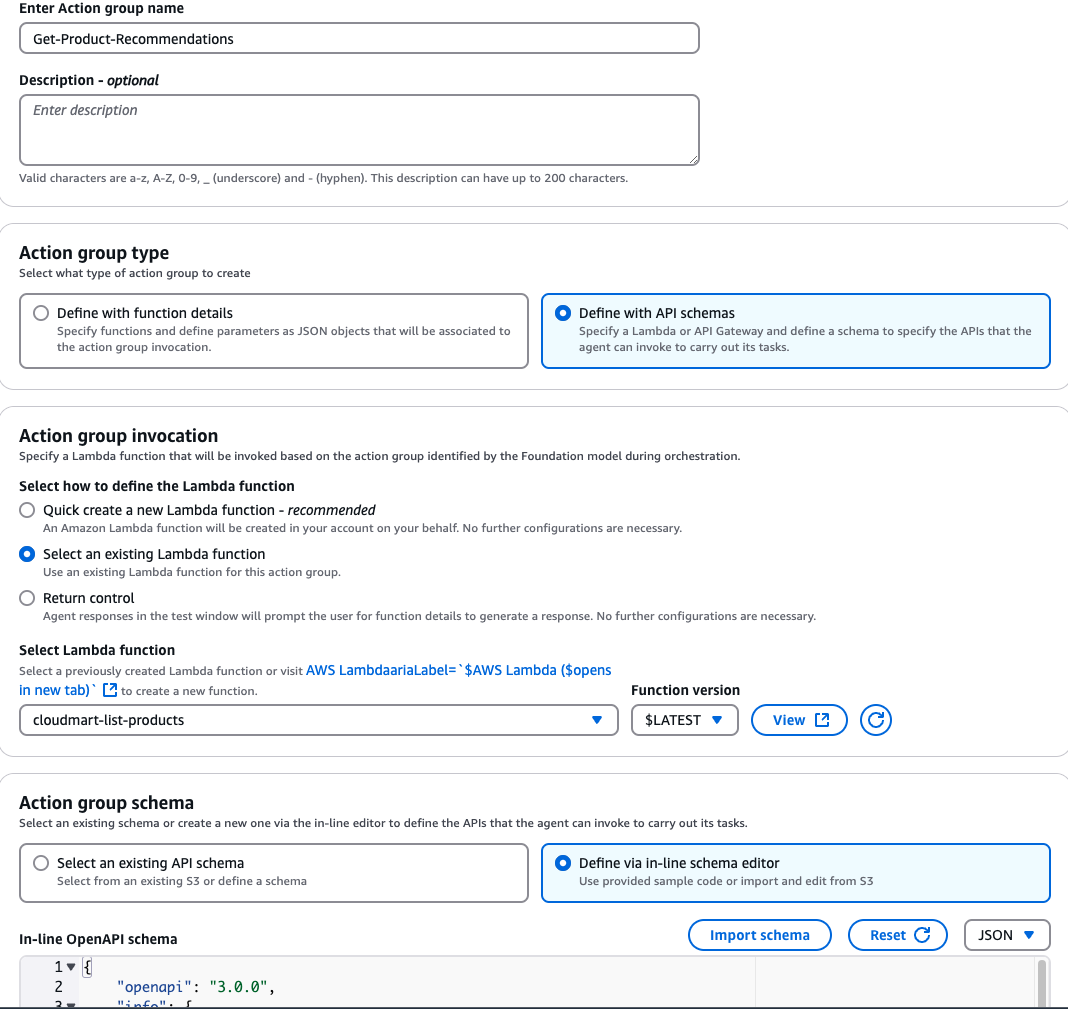 Enter Action group name
Get-Product-Recommendations
Description - optional
Enter description
Valid characters are a-z, A-Z, 0-9, _ (underscore) and - (hyphen). This description can have up to 200 characters.
Action group type
Select what type of action group to create
Define with function details
Specify functions and define parameters as JSON objects that will be associated to
the action group invocation.
Define with API schemas
Specify a Lambda or API Gateway and define a schema to specify the APIs that the
agent can invoke to carry out its tasks.
Action group invocation
Specify a Lambda function that will be invoked based on the action group identified by the Foundation model during orchestration.
Select how to define the Lambda function
Quick create a new Lambda function - recommended
An Amazon Lambda function will be created in your account on your behalf. No further configurations are necessary.
Select an existing Lambda function
Use an existing Lambda function for this action group.
Return control
Agent responses in the test window will prompt the user for function details to generate a response. No further configurations are necessary.
Select Lambda function
Select a previously created Lambda function or visit AWS LambdaariaLabel=`$AWS Lambda ($opens
in new tab)` to create a new function.
Function version
cloudmart-list-products
$LATEST
View
Action group schema
Select an existing schema or create a new one via the in-line editor to define the APIs that the agent can invoke to carry out its tasks.
Select an existing API schema
Select from an existing S3 or define a schema
Define via in-line schema editor
Use provided sample code or import and edit from S3
In-line OpenAPI schema
Import schema
Reset
JSON
1 {
2 "openapi": "3.0.0",
3 "info": {